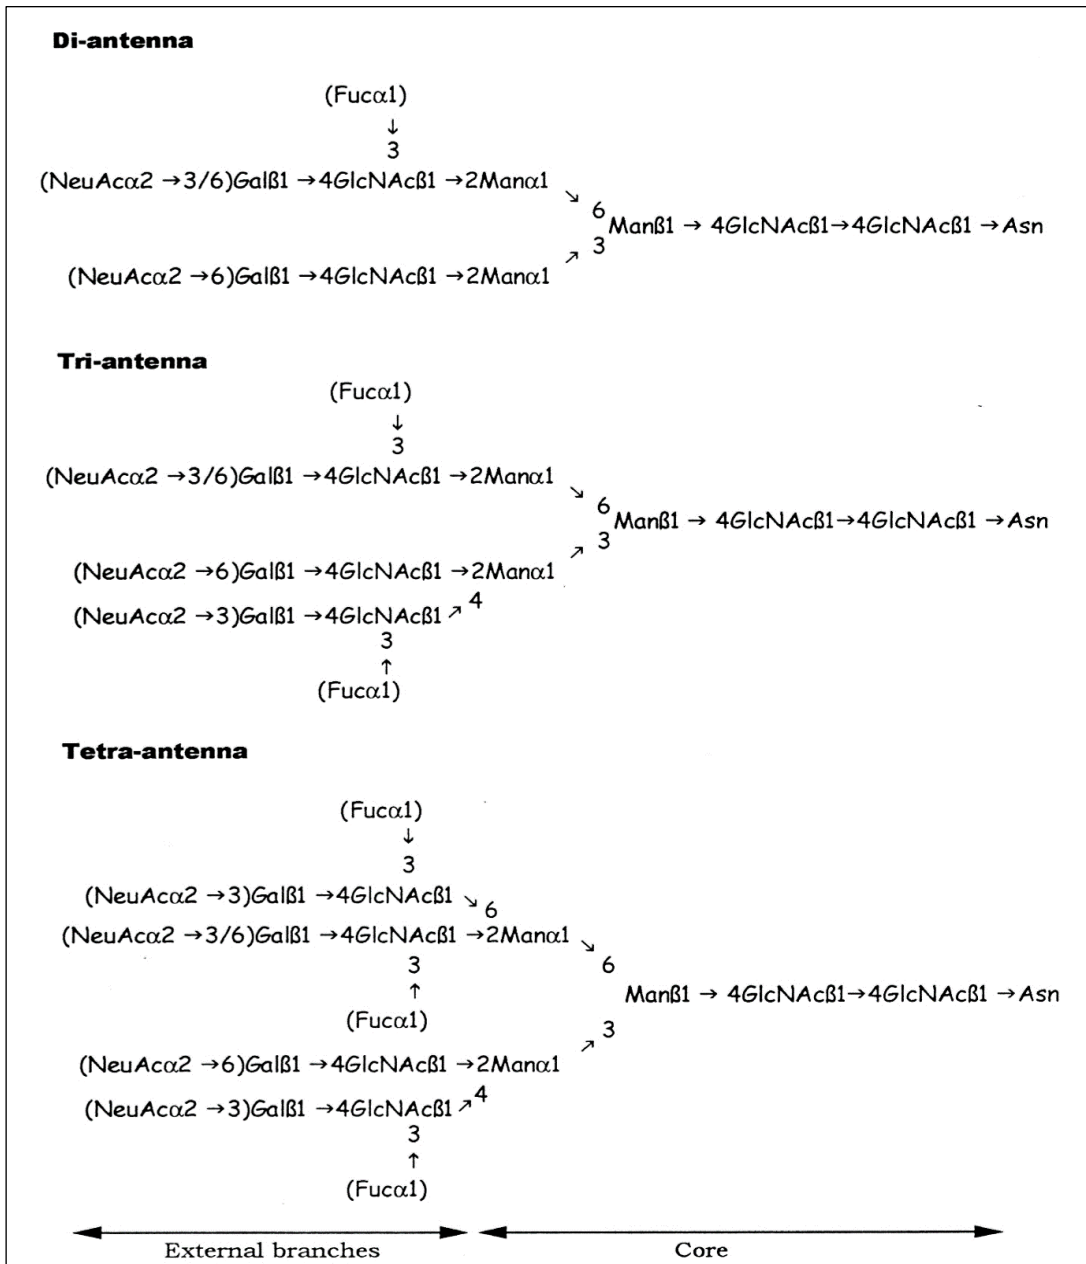 Di-antenna
(Fucα1)
↓
3
(NeuAcα2 →3/6)Galß1 →4GlcNAcß1 →2Manα1
↘
6
Manß1 → 4GlcNAcß1→4GlcNAcß1 →Asn
↗ 3
(NeuAcα2 →6)Galß1 →4GlcNAcß1 →2Manα1
Tri-antenna
(Fucα1)
↓
3
(NeuAcα2 →3/6)Galß1 →4GlcNAcß1 →2Manα1
↘
6
Manß1 → 4GlcNAcß1→4GlcNAcß1 →Asn
↗ 3
(NeuAcα2 →6)Galß1 →4GlcNAcß1 →2Manα1
(NeuAcα2 →3)Galß1 →4GlcNAcß1 ↗ 4
3
↑
(Fucα1)
Tetra-antenna
(Fucα1)
↓
3
(NeuAcα2 →3)Galß1 →4GlcNAcß1 ↘ 6
(NeuAcα2 →3/6)Galß1 →4GlcNAcß1 →2Manα1 ↘
3 6
↑
Manß1 → 4GlcNAcß1→4GlcNAcß1 →Asn
(Fucα1)
↗ 3
(NeuAcα2 →6)Galß1 →4GlcNAcß1 →2Manα1
(NeuAcα2 →3)Galß1 →4GlcNAcß1 ↗ 4
3
↑
(Fucα1)
External branches Core